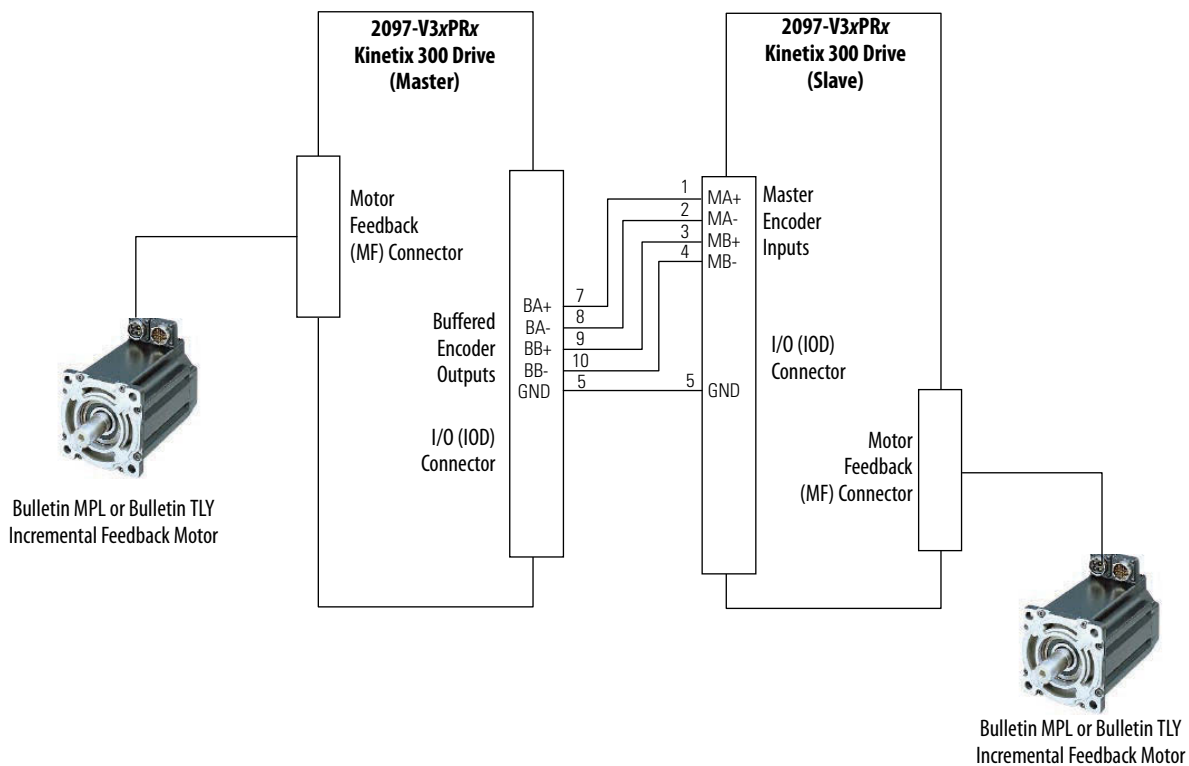 2097-V3xPRx
Kinetix 300 Drive
(Master)
2097-V3xPRx
Kinetix 300 Drive
(Slave)
Motor
Feedback
(MF) Connector
Buffered
Encoder
Outputs
BA+
BA-
BB+
BB-
GND
7
8
9
10
5
I/O (IOD)
Connector
1
2
3
4
5
MA+
MA-
MB+
MB-
GND
Master
Encoder
Inputs
I/O (IOD)
Connector
Motor
Feedback
(MF) Connector
Bulletin MPL or Bulletin TLY
Incremental Feedback Motor
Bulletin MPL or Bulletin TLY
Incremental Feedback Motor